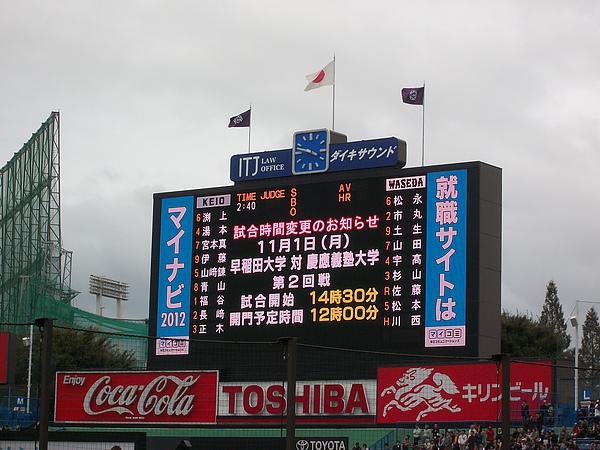 ITJ LAW OFFICE ダイキサウンド
KEIO
TIME 2:40 JUDGE S B O AV HR
WASEDA
マイナビ 2012
試合時間変更のお知らせ
11月1日(月)
早稲田大学 対 慶應義塾大学
第2回戦
試合開始 14時30分
開門予定時間 12時00分
6 渕上
4 湯本
7 宮本真
9 伊藤
5 山﨑錬
8 青山
1 福谷
2 長﨑
3 正木
6 松永
8 市丸
2 土生
9 山田
7 宇高
4 杉山
R 佐藤
3 松本
5 川西
就職サイトは
マイコミ
Enjoy Coca-Cola
TOSHIBA
キリンビール
TOYOTA
M
L